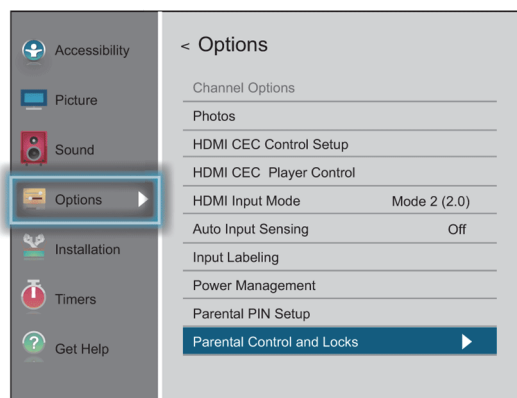 Accessibility
Picture
Sound
Options
Installation
Timers
Get Help
< Options
Channel Options
Photos
HDMI CEC Control Setup
HDMI CEC Player Control
HDMI Input Mode Mode 2 (2.0)
Auto Input Sensing Off
Input Labeling
Power Management
Parental PIN Setup
Parental Control and Locks